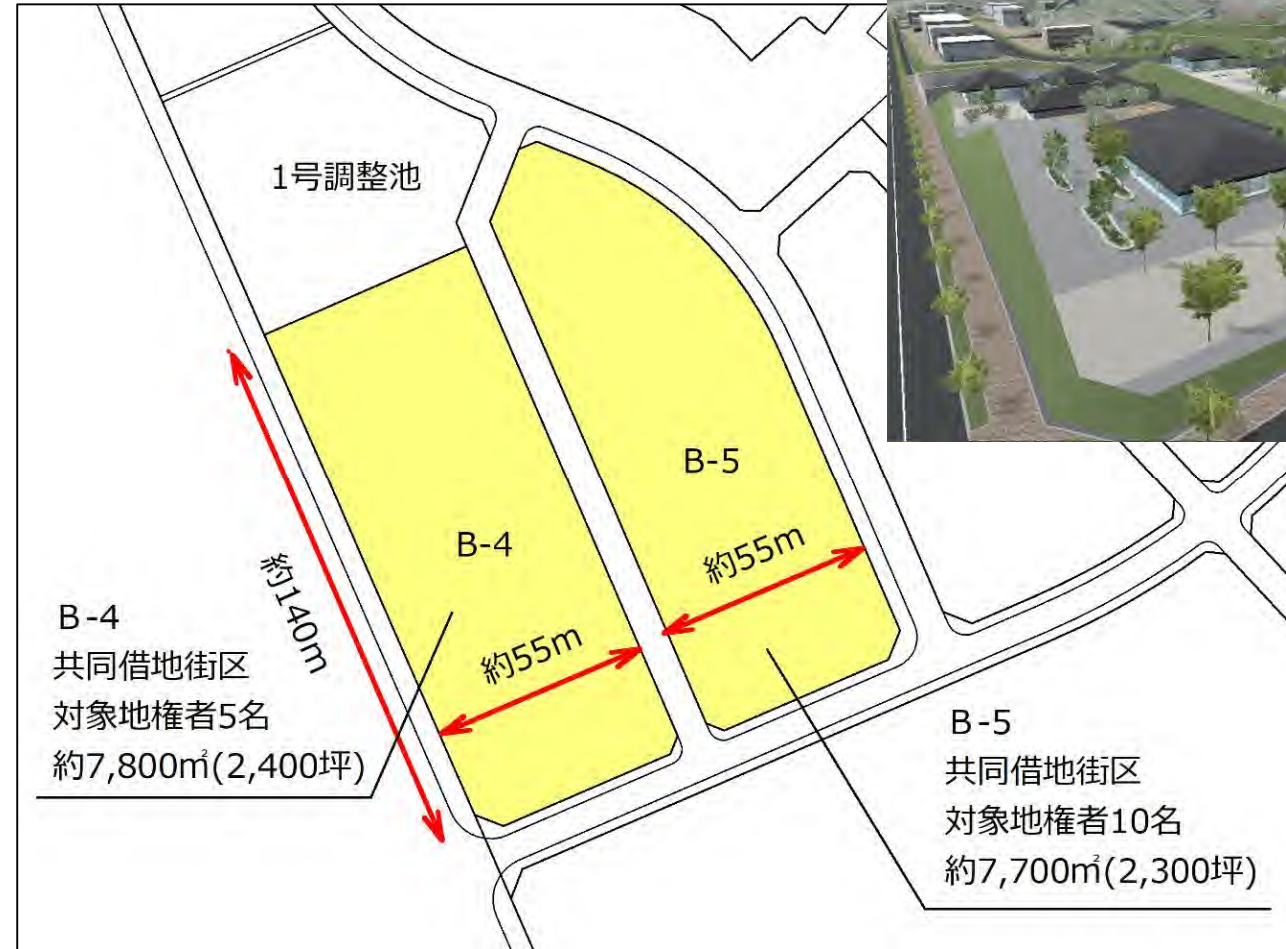 1号調整池
B-5
B-4
約55m
約55m
約140m
B-4
共同借地街区
対象地権者5名
約7,800㎡(2,400坪)
B-5
共同借地街区
対象地権者10名
約7,700㎡(2,300坪)